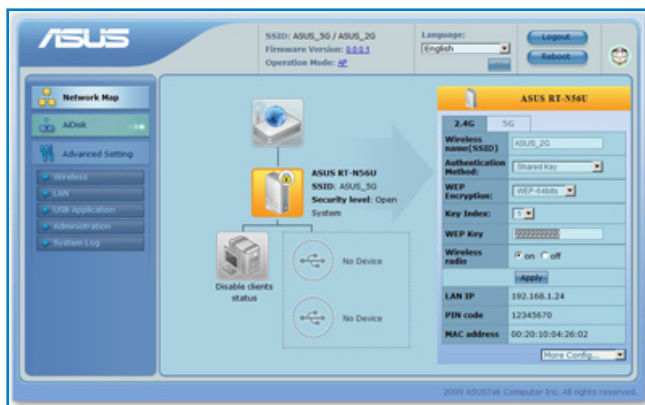 ASUS
SSID: ASUS_5G / ASUS_2G
Firmware Version: 0.0.0.1
Operation Mode: AP
Language:
English
Logout
Reboot
Network Map
AiDisk
Advanced Setting
Wireless
LAN
USB Application
Administration
System Log
ASUS RT-N56U
SSID: ASUS_5G
Security level: Open
System
Disable clients
status
No Device
No Device
ASUS RT-N56U
2.4G 5G
Wireless
name(SSID) ASUS_2G
Authentication
Method: Shared Key
WEP
Encryption: WEP-64bits
Key Index: 1
WEP Key
Wireless
radio on off
Apply
LAN IP 192.168.1.24
PIN code 12345670
MAC address 00:20:10:04:26:02
More Config...
2009 ASUSTek Computer Inc. All rights reserved.